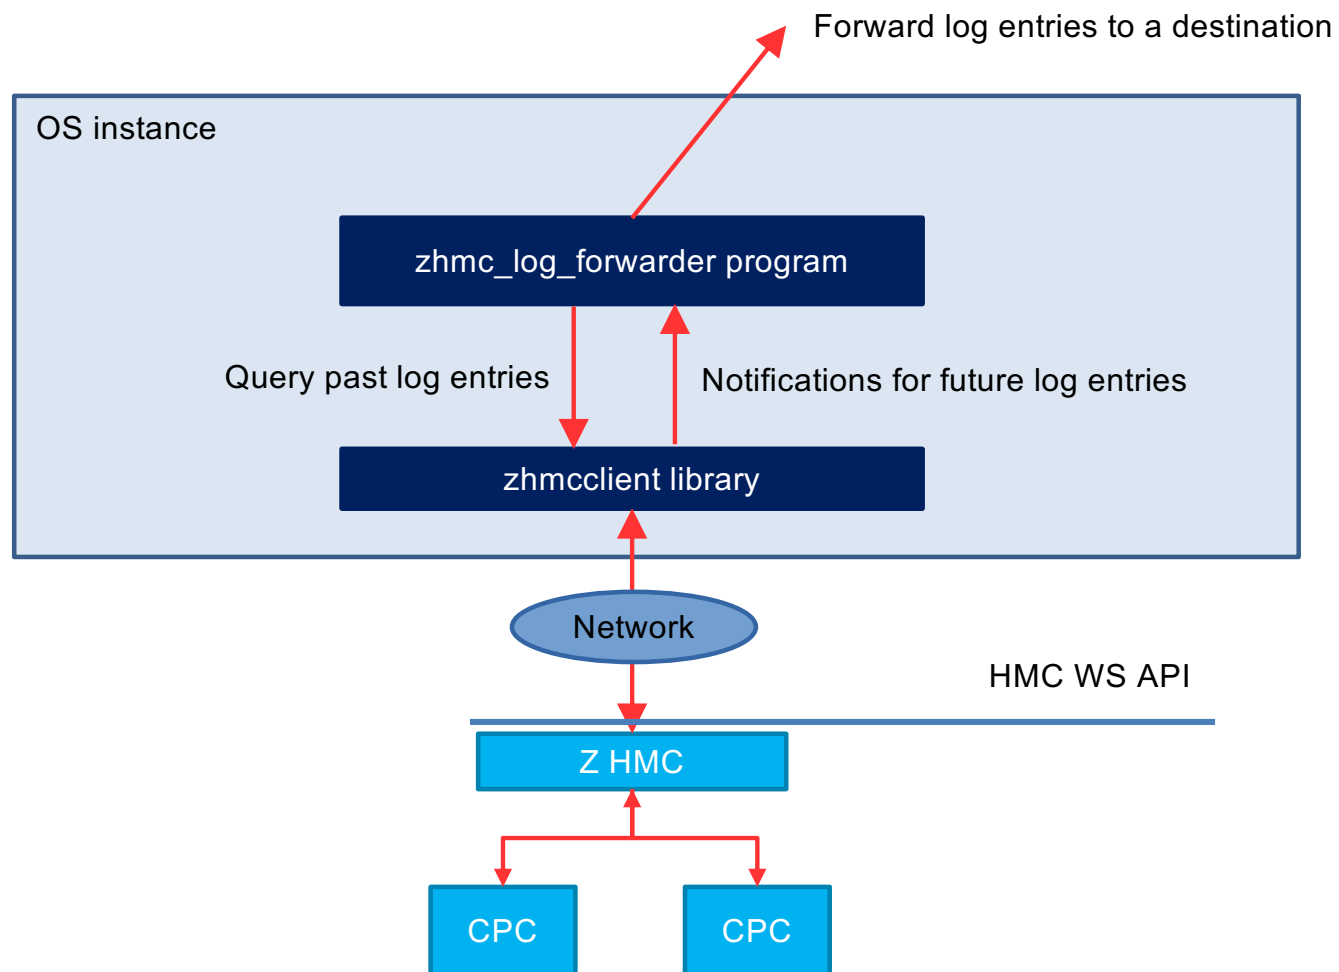 Forward log entries to a destination
OS instance
zhmc_log_forwarder program
Query past log entries
Notifications for future log entries
zhmcclient library
Network
HMC WS API
Z HMC
CPC
CPC